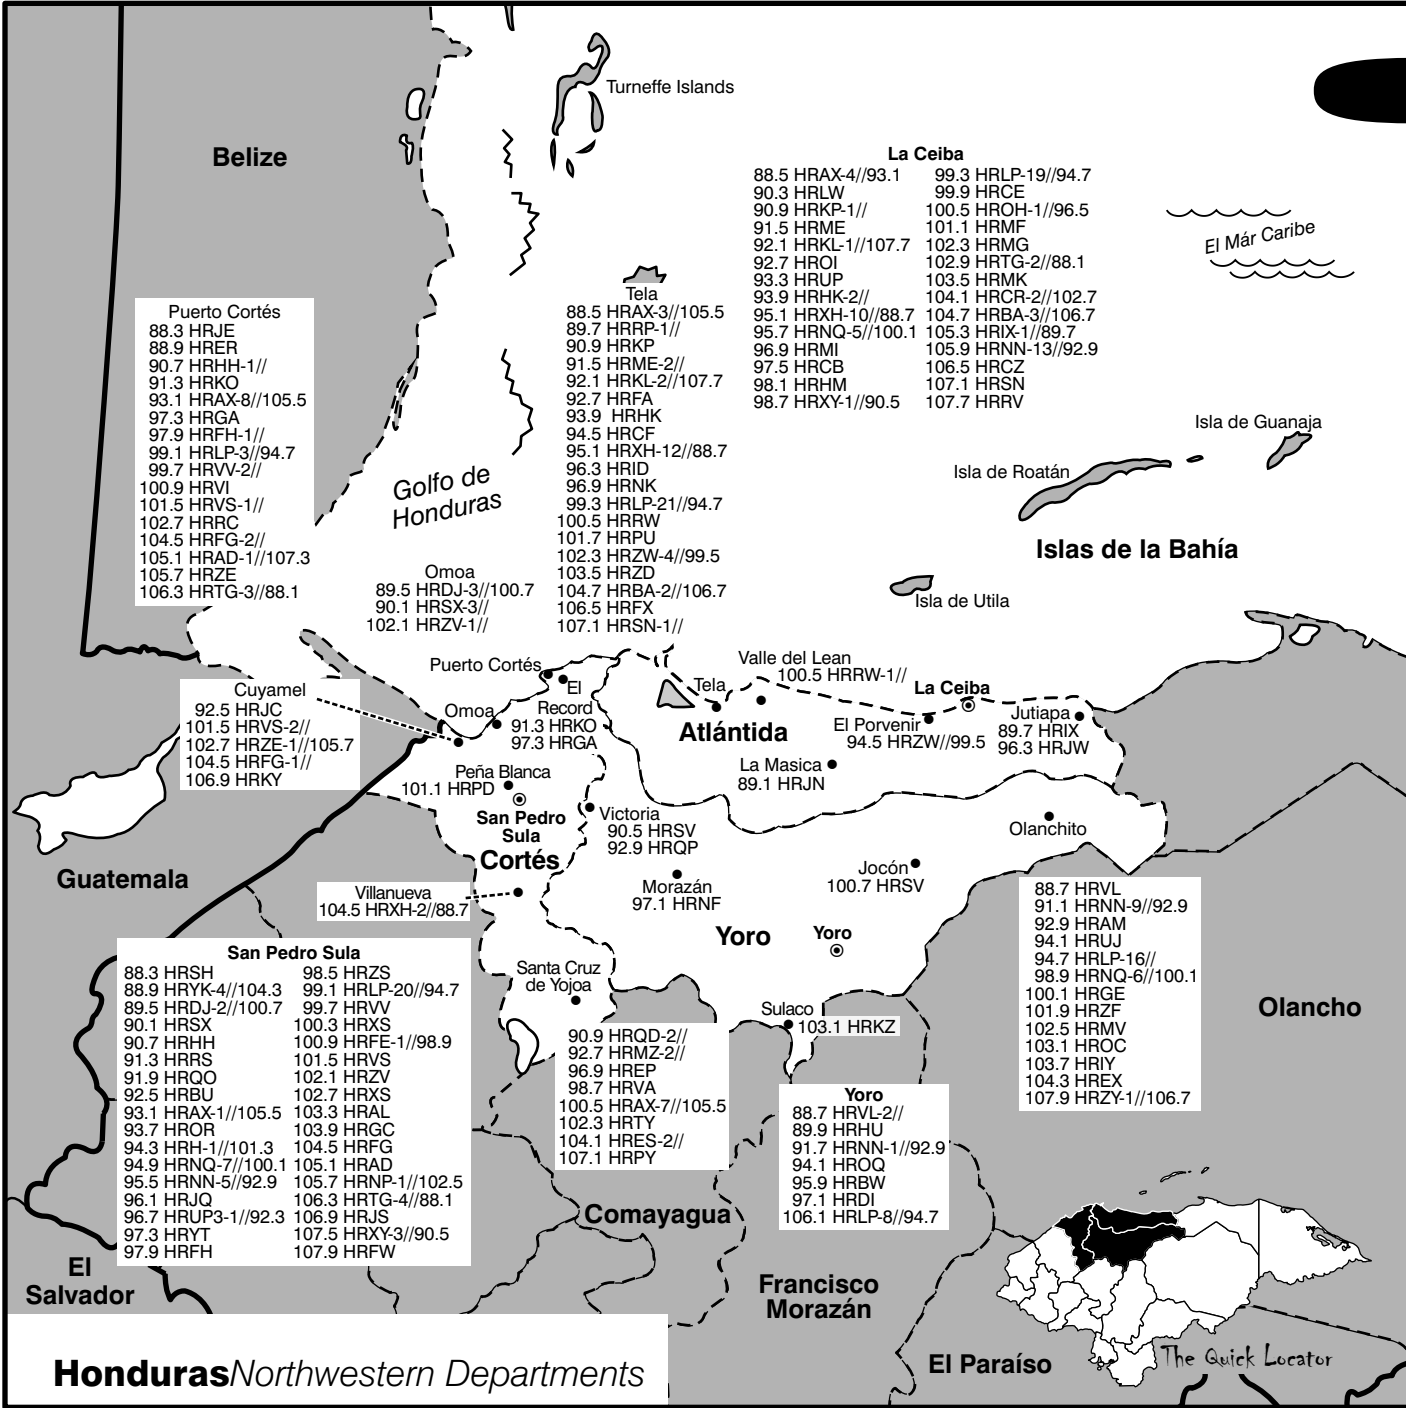 Turneffe Islands
Belize
La Ceiba
88.5 HRAX-4//93.1
90.3 HRLW
90.9 HRKP-1//
91.5 HRME
92.1 HRKL-1//107.7
92.7 HROI
93.3 HRUP
93.9 HRHK-2//
95.1 HRXH-10//88.7
95.7 HRNQ-5//100.1
96.9 HRMI
97.5 HRCB
98.1 HRHM
98.7 HRXY-1//90.5
99.3 HRLP-19//94.7
99.9 HRCE
100.5 HROH-1//96.5
101.1 HRMF
102.3 HRMG
102.9 HRTG-2//88.1
103.5 HRMK
104.1 HRCR-2//102.7
104.7 HRBA-3//106.7
105.3 HRIX-1//89.7
105.9 HRNN-13//92.9
106.5 HRCZ
107.1 HRSN
107.7 HRRV
El Már Caribe
Puerto Cortés
88.3 HRJE
88.9 HRER
90.7 HRHH-1//
91.3 HRKO
93.1 HRAX-8//105.5
97.3 HRGA
97.9 HRFH-1//
99.1 HRLP-3//94.7
99.7 HRVV-2//
100.9 HRVI
101.5 HRVS-1//
102.7 HRRC
104.5 HRFG-2//
105.1 HRAD-1//107.3
105.7 HRZE
106.3 HRTG-3//88.1
Tela
88.5 HRAX-3//105.5
89.7 HRRP-1//
90.9 HRKP
91.5 HRME-2//
92.1 HRKL-2//107.7
92.7 HRFA
93.9 HRHK
94.5 HRCF
95.1 HRXH-12//88.7
96.3 HRID
96.9 HRNK
99.3 HRLP-21//94.7
100.5 HRRW
101.7 HRPU
102.3 HRZW-4//99.5
103.5 HRZD
104.7 HRBA-2//106.7
106.5 HRFX
107.1 HRSN-1//
Golfo de
Honduras
Isla de Guanaja
Isla de Roatán
Islas de la Bahía
Isla de Utila
Omoa
89.5 HRDJ-3//100.7
90.1 HRSX-3//
102.1 HRZV-1//
Puerto Cortés
El
Record
91.3 HRKO
97.3 HRGA
Cuyamel
92.5 HRJC
101.5 HRVS-2//
102.7 HRZE-1//105.7
104.5 HRFG-1//
106.9 HRKY
Omoa
Tela
Valle del Lean
100.5 HRRW-1//
La Ceiba
Atlántida
El Porvenir
94.5 HRZW//99.5
Jutiapa
89.7 HRIX
96.3 HRJW
La Masica
89.1 HRJN
Peña Blanca
101.1 HRPD
San Pedro
Sula
Cortés
Victoria
90.5 HRSV
92.9 HRQP
Olanchito
Guatemala
Villanueva
104.5 HRXH-2//88.7
Morazán
97.1 HRNF
Jocón
100.7 HRSV
Yoro
Yoro
88.7 HRVL
91.1 HRNN-9//92.9
92.9 HRAM
94.1 HRUJ
94.7 HRLP-16//
98.9 HRNQ-6//100.1
100.1 HRGE
101.9 HRZF
102.5 HRMV
103.1 HROC
103.7 HRIY
104.3 HREX
107.9 HRZY-1//106.7
San Pedro Sula
88.3 HRSH
88.9 HRYK-4//104.3
89.5 HRDJ-2//100.7
90.1 HRSX
90.7 HRHH
91.3 HRRS
91.9 HRQO
92.5 HRBU
93.1 HRAX-1//105.5
93.7 HROR
94.3 HRH-1//101.3
94.9 HRNQ-7//100.1
95.5 HRNN-5//92.9
96.1 HRJQ
96.7 HRUP3-1//92.3
97.3 HRYT
97.9 HRFH
98.5 HRZS
99.1 HRLP-20//94.7
99.7 HRVV
100.3 HRXS
100.9 HRFE-1//98.9
101.5 HRVS
102.1 HRZV
102.7 HRXS
103.3 HRAL
103.9 HRGC
104.5 HRFG
105.1 HRAD
105.7 HRNP-1//102.5
106.3 HRTG-4//88.1
106.9 HRJS
107.5 HRXY-3//90.5
107.9 HRFW
Santa Cruz
de Yojoa
90.9 HRQD-2//
92.7 HRMZ-2//
96.9 HREP
98.7 HRVA
100.5 HRAX-7//105.5
102.3 HRTY
104.1 HRES-2//
107.1 HRPY
Sulaco
103.1 HRKZ
Olancho
Yoro
88.7 HRVL-2//
89.9 HRHU
91.7 HRNN-1//92.9
94.1 HROQ
95.9 HRBW
97.1 HRDI
106.1 HRLP-8//94.7
Comayagua
El
Salvador
Francisco
Morazán
El Paraíso
The Quick Locator
Honduras Northwestern Departments